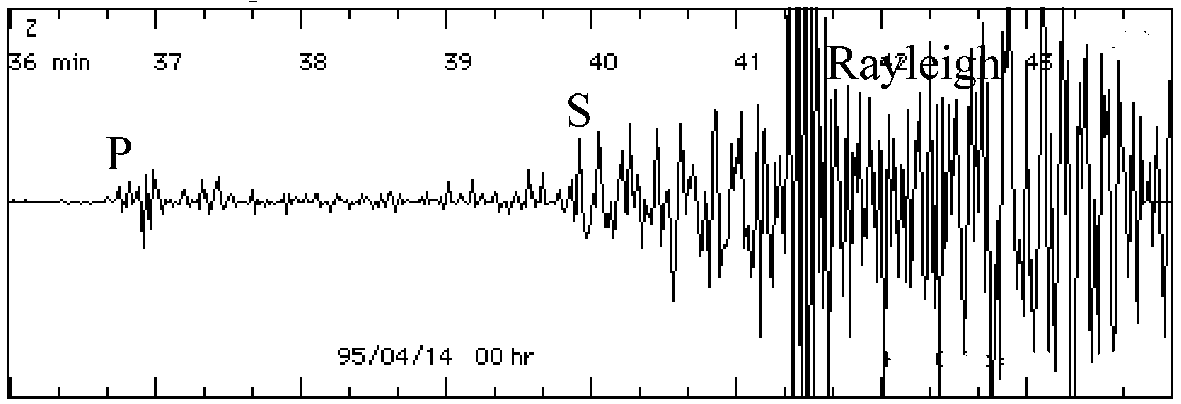 Z
36 min 37 38 39 40 41 42 43
Rayleigh
S
P
95/04/14 00 hr